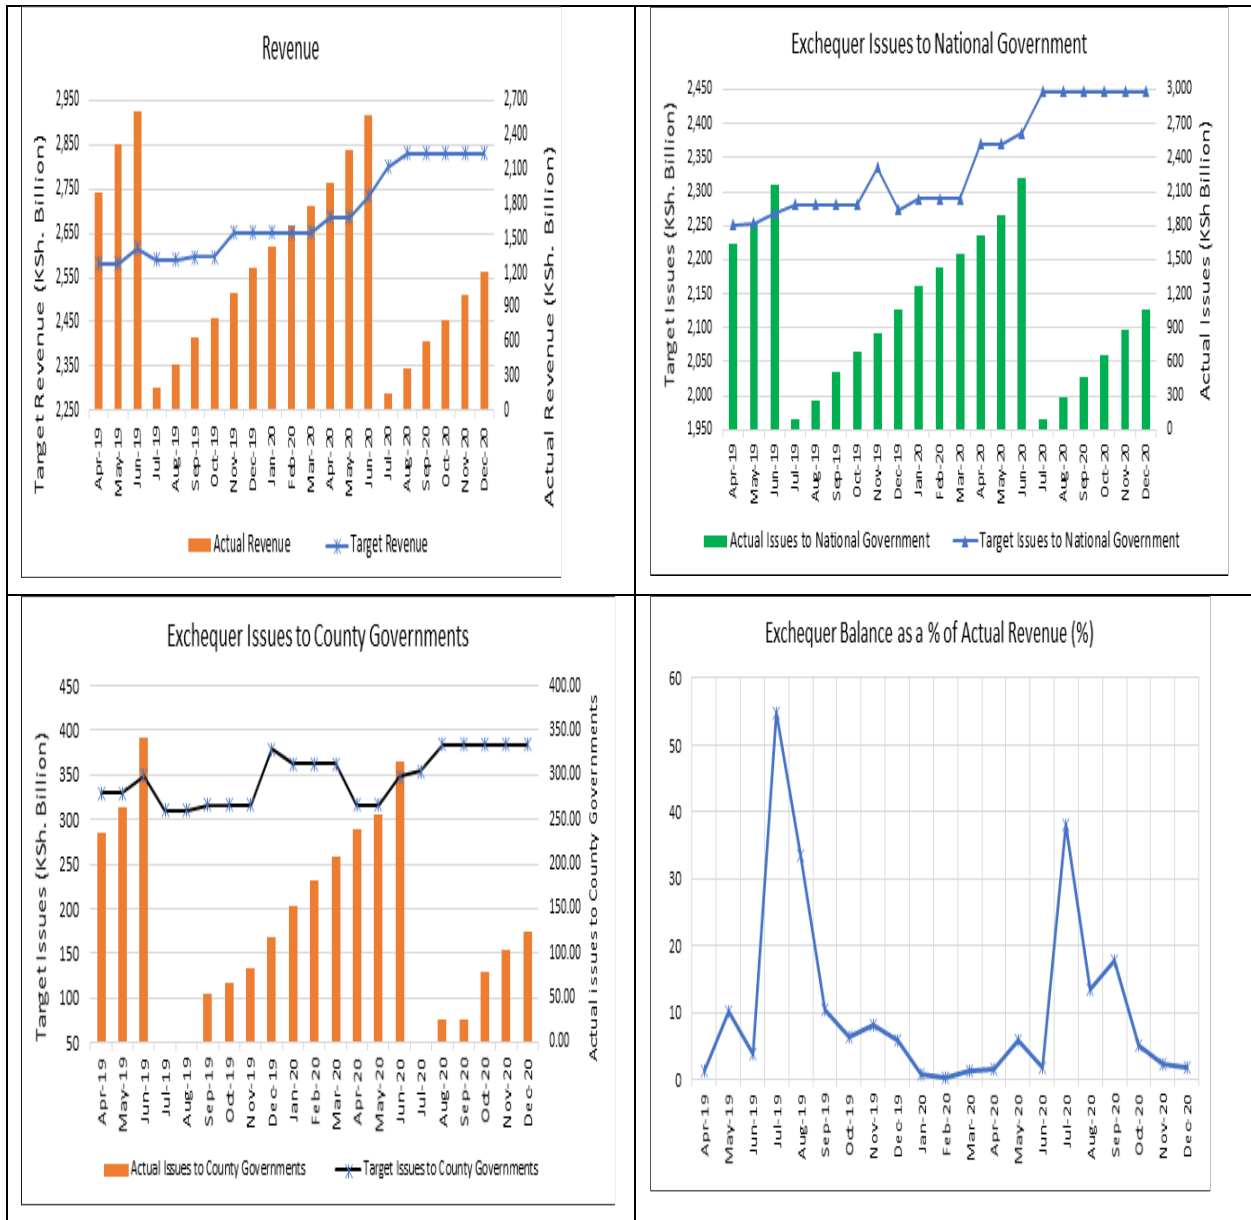 Revenue
2,950
2,850
2,750
2,650
2,550
2,450
2,350
2,250
Target Revenue (KSh. Billion)
2,700
2,400
2,100
1,800
1,500
1,200
900
600
300
0
Actual Revenue (KSh. Billion)
Apr-19
May-19
Jun-19
Jul-19
Aug-19
Sep-19
Oct-19
Nov-19
Dec-19
Jan-20
Feb-20
Mar-20
Apr-20
May-20
Jun-20
Jul-20
Aug-20
Sep-20
Oct-20
Nov-20
Dec-20
Actual Revenue
Target Revenue
Exchequer Issues to National Government
2,450
2,400
2,350
2,300
2,250
2,200
2,150
2,100
2,050
2,000
1,950
Target Issues (KSh. Billion)
3,000
2,700
2,400
2,100
1,800
1,500
1,200
900
600
300
0
Actual Issues (KSh Billion)
Apr-19
May-19
Jun-19
Jul-19
Aug-19
Sep-19
Oct-19
Nov-19
Dec-19
Jan-20
Feb-20
Mar-20
Apr-20
May-20
Jun-20
Jul-20
Aug-20
Sep-20
Oct-20
Nov-20
Dec-20
Actual Issues to National Government
Target Issues to National Government
Exchequer Issues to County Governments
450
400
350
300
250
200
150
100
50
Target Issues (KSh. Billion)
400.00
350.00
300.00
250.00
200.00
150.00
100.00
50.00
0.00
Actual issues to County Governments
Apr-19
May-19
Jun-19
Jul-19
Aug-19
Sep-19
Oct-19
Nov-19
Dec-19
Jan-20
Feb-20
Mar-20
Apr-20
May-20
Jun-20
Jul-20
Aug-20
Sep-20
Oct-20
Nov-20
Dec-20
Actual Issues to County Governments
Target Issues to County Governments
Exchequer Balance as a % of Actual Revenue (%)
60
50
40
30
20
10
0
Apr-19
May-19
Jun-19
Jul-19
Aug-19
Sep-19
Oct-19
Nov-19
Dec-19
Jan-20
Feb-20
Mar-20
Apr-20
May-20
Jun-20
Jul-20
Aug-20
Sep-20
Oct-20
Nov-20
Dec-20